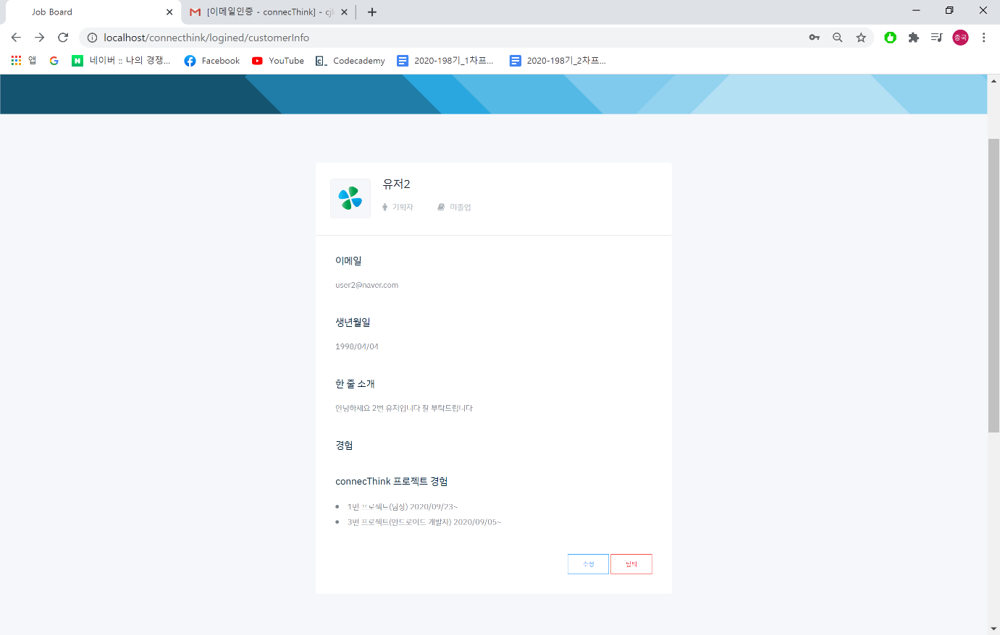 Job Board
[이메일인증 - connecThink] - cjl
localhost/connecthink/logined/customerInfo
종국
앱
네이버 :: 나의 경쟁...
Facebook
YouTube
Codecademy
2020-198기_1차프...
2020-198기_2차프...
유저2
기획자 미졸업
이메일
user2@naver.com
생년월일
1998/04/04
한 줄 소개
안녕하세요 2번 유저입니다 잘 부탁드립니다
경험
connecThink 프로젝트 경험
1번 프로젝트(팀장) 2020/09/23~
3번 프로젝트(안드로이드 개발자) 2020/09/05~
수정